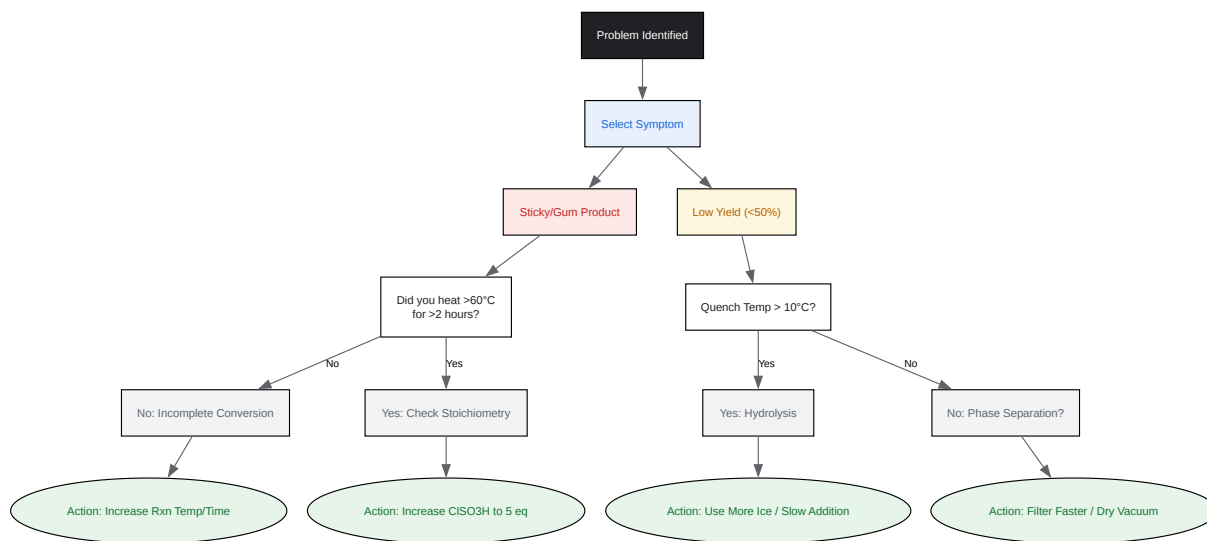 Problem Identified
Select Symptom
Sticky/Gum Product
Low Yield (<50%)
Did you heat >60°C
for >2 hours?
Quench Temp > 10°C?
No
Yes
Yes
No
No: Incomplete Conversion
Yes: Check Stoichiometry
Yes: Hydrolysis
No: Phase Separation?
Action: Increase Rxn Temp/Time
Action: Increase ClSO3H to 5 eq
Action: Use More Ice / Slow Addition
Action: Filter Faster / Dry Vacuum